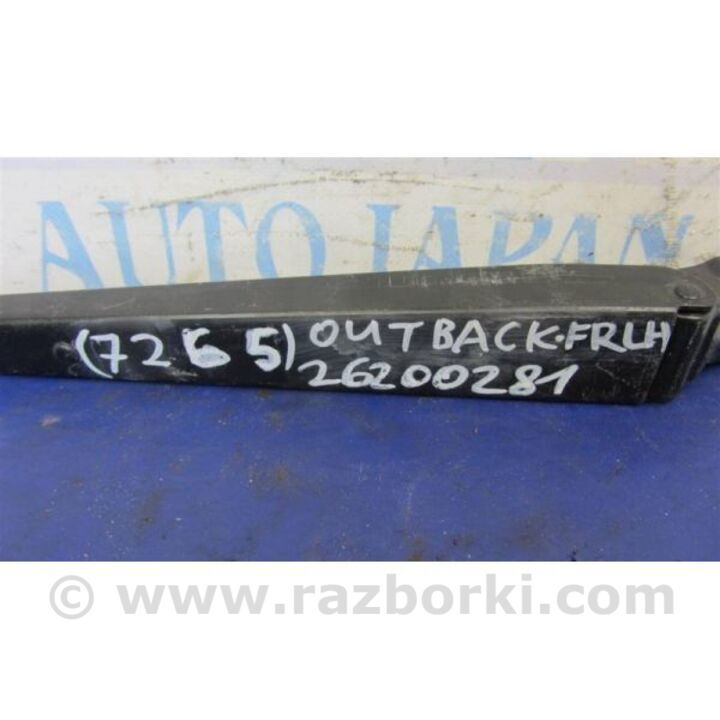 AUTO JAPAN
(7265) OUTBACK·FRLH
26200281
© www.razborki.com